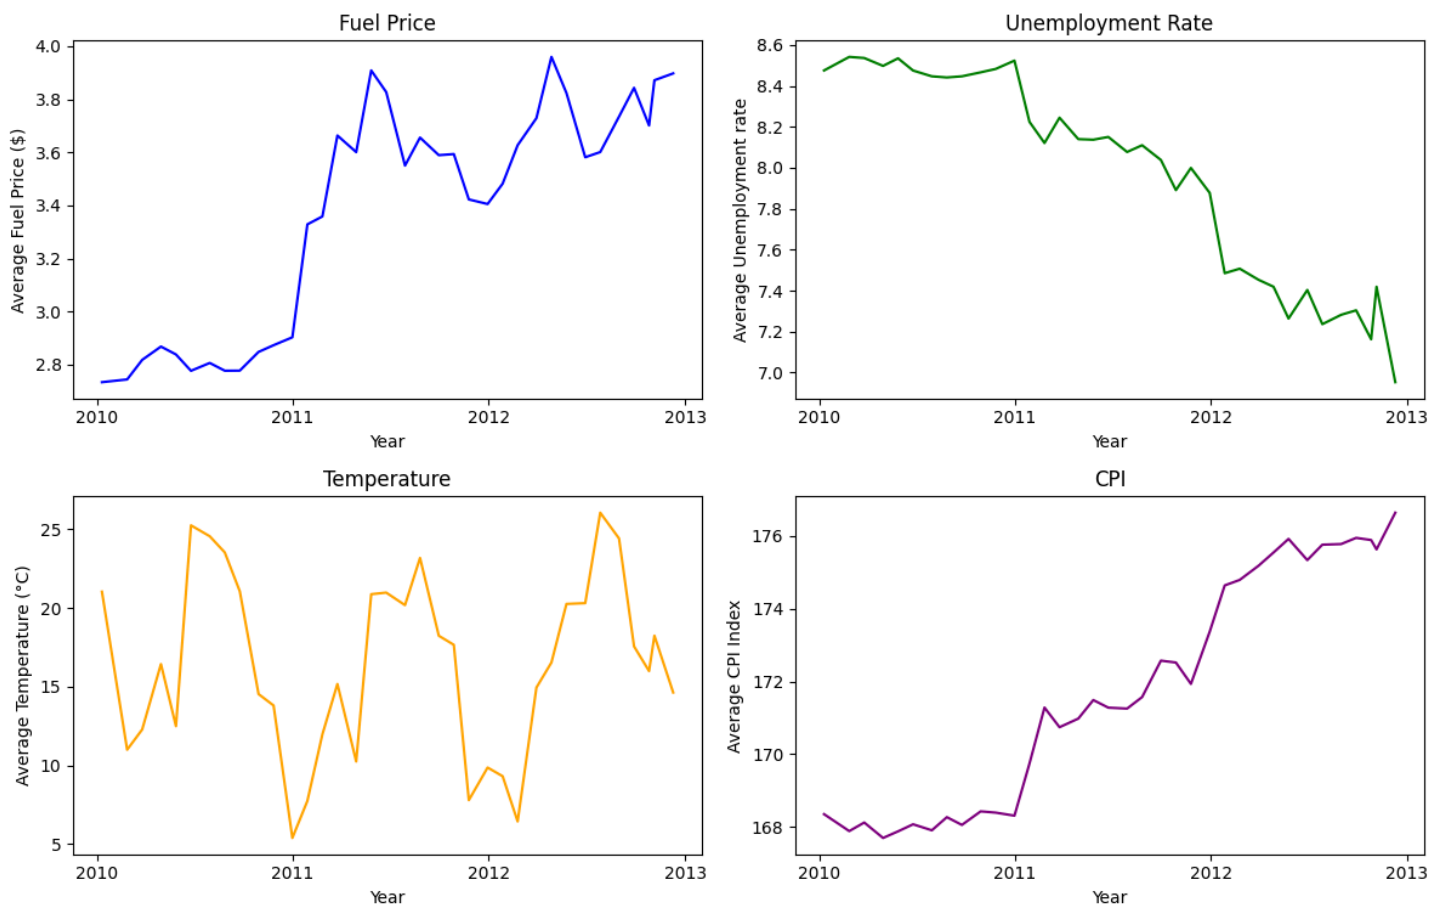 Fuel Price
Average Fuel Price ($)
4.0
3.8
3.6
3.4
3.2
3.0
2.8
2010 2011 2012 2013
Year
Unemployment Rate
Average Unemployment rate
8.6
8.4
8.2
8.0
7.8
7.6
7.4
7.2
7.0
2010 2011 2012 2013
Year
Temperature
Average Temperature (°C)
25
20
15
10
5
2010 2011 2012 2013
Year
CPI
Average CPI Index
176
174
172
170
168
2010 2011 2012 2013
Year